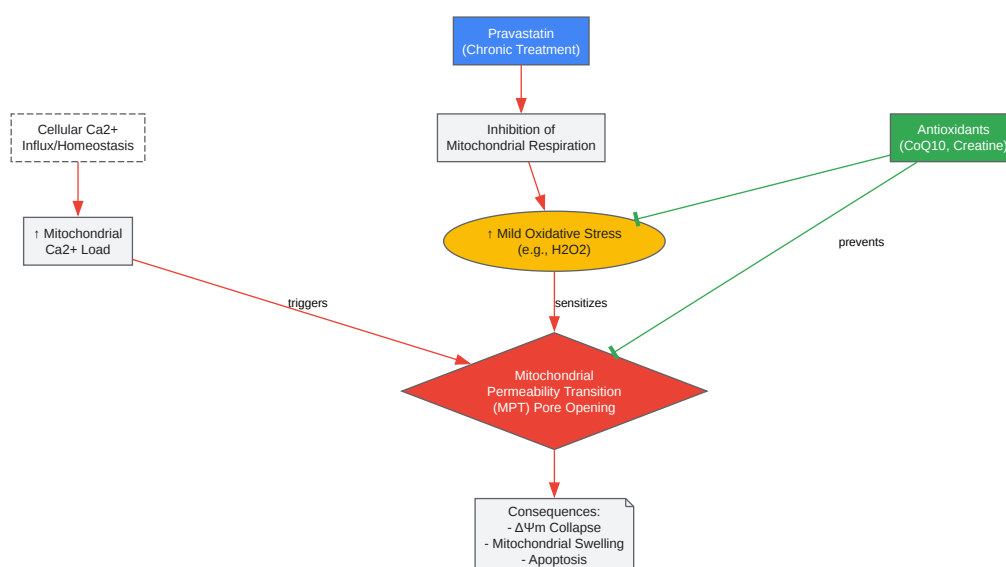 Pravastatin
(Chronic Treatment)
Cellular Ca2+
Influx/Homeostasis
Inhibition of
Mitochondrial Respiration
Antioxidants
(CoQ10, Creatine)
↑ Mitochondrial
Ca2+ Load
↑ Mild Oxidative Stress
(e.g., H2O2)
prevents
triggers
sensitizes
Mitochondrial
Permeability Transition
(MPT) Pore Opening
Consequences:
- ΔΨm Collapse
- Mitochondrial Swelling
- Apoptosis